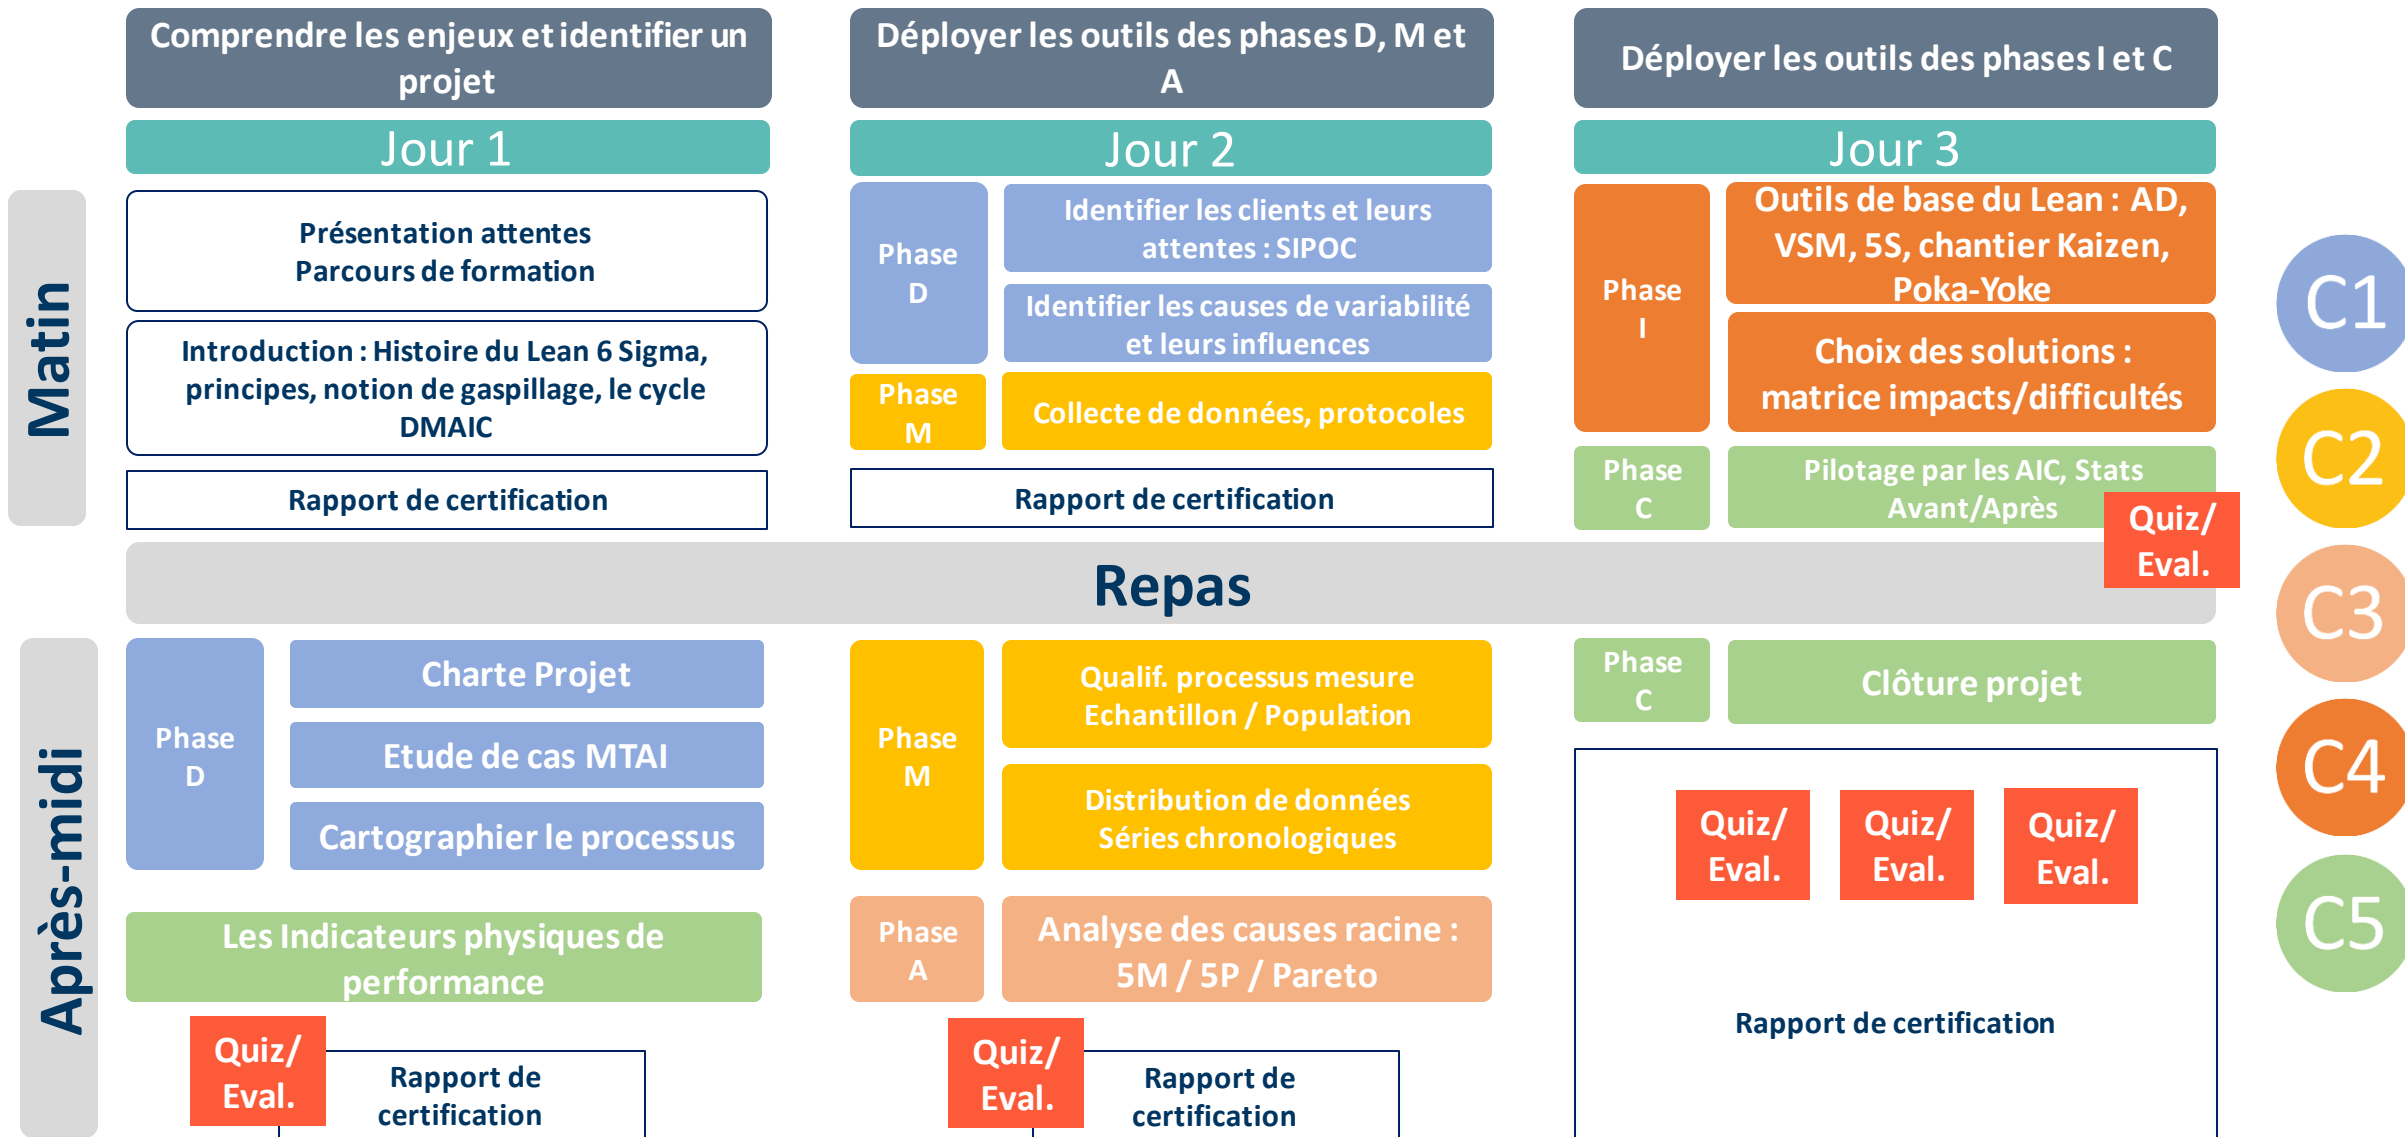 Comprendre les enjeux et identifier un
projet
Déployer les outils des phases D, M et
A
Déployer les outils des phases I et C
Jour 1
Jour 2
Jour 3
Matin
Présentation attentes
Parcours de formation
Introduction : Histoire du Lean 6 Sigma,
principes, notion de gaspillage, le cycle
DMAIC
Rapport de certification
Phase
D
Identifier les clients et leurs
attentes : SIPOC
Identifier les causes de variabilité
et leurs influences
Phase
M
Collecte de données, protocoles
Rapport de certification
Phase
I
Outils de base du Lean : AD,
VSM, 5S, chantier Kaizen,
Poka-Yoke
Choix des solutions :
matrice impacts/difficultés
Phase
C
Pilotage par les AIC, Stats
Avant/Après
Quiz/
Eval.
Repas
Après-midi
Phase
D
Charte Projet
Etude de cas MTAI
Cartographier le processus
Les Indicateurs physiques de
performance
Quiz/
Eval.
Rapport de
certification
Phase
M
Qualif. processus mesure
Echantillon / Population
Distribution de données
Séries chronologiques
Phase
A
Analyse des causes racine :
5M / 5P / Pareto
Quiz/
Eval.
Rapport de
certification
Phase
C
Clôture projet
Quiz/
Eval.
Quiz/
Eval.
Quiz/
Eval.
Rapport de certification
C1
C2
C3
C4
C5